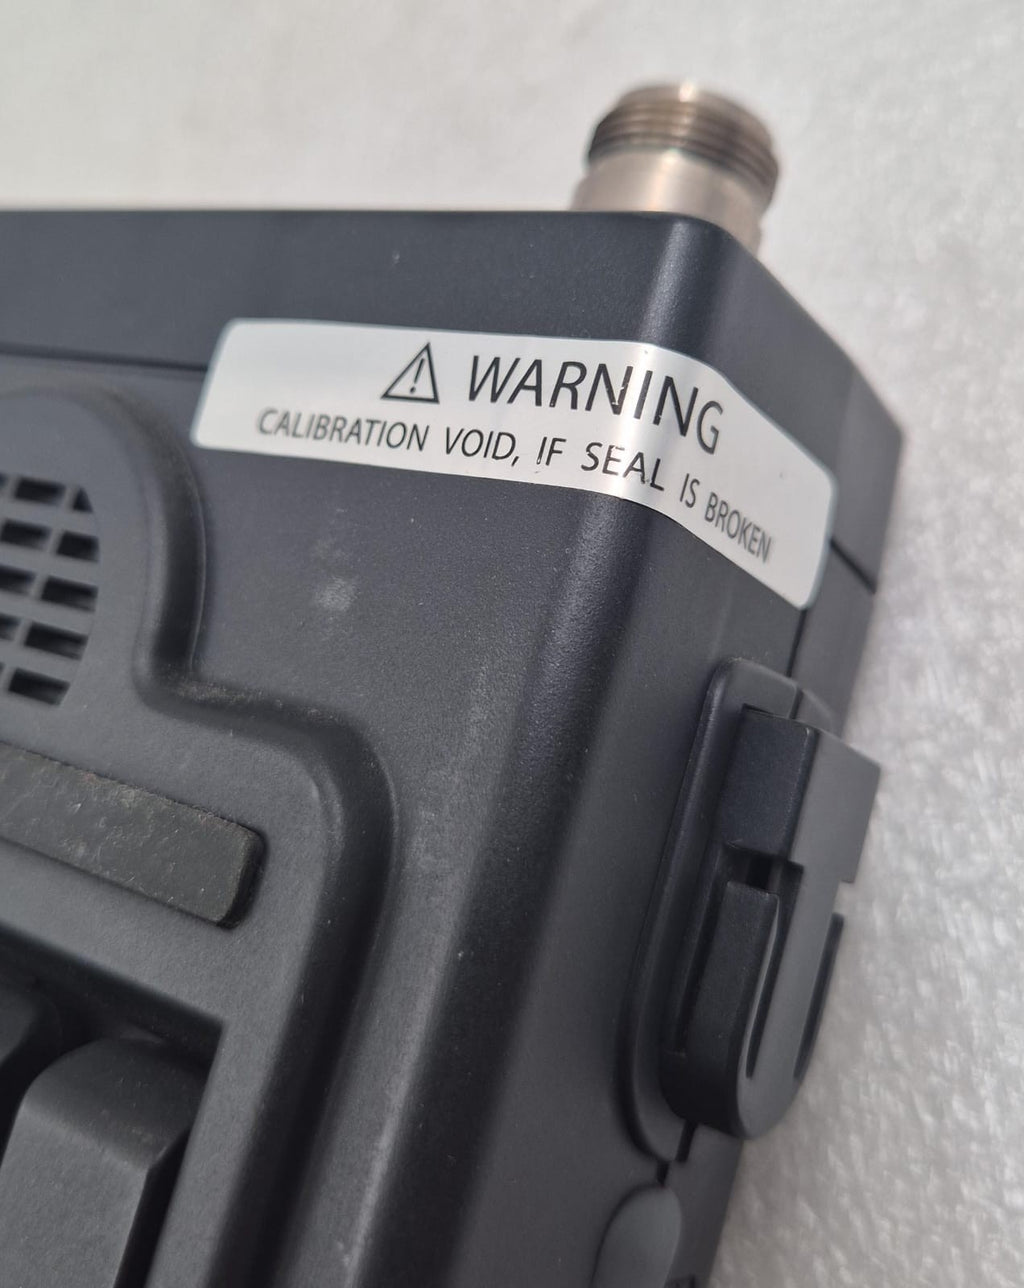 ⚠ WARNING
CALIBRATION VOID, IF SEAL IS BROKEN